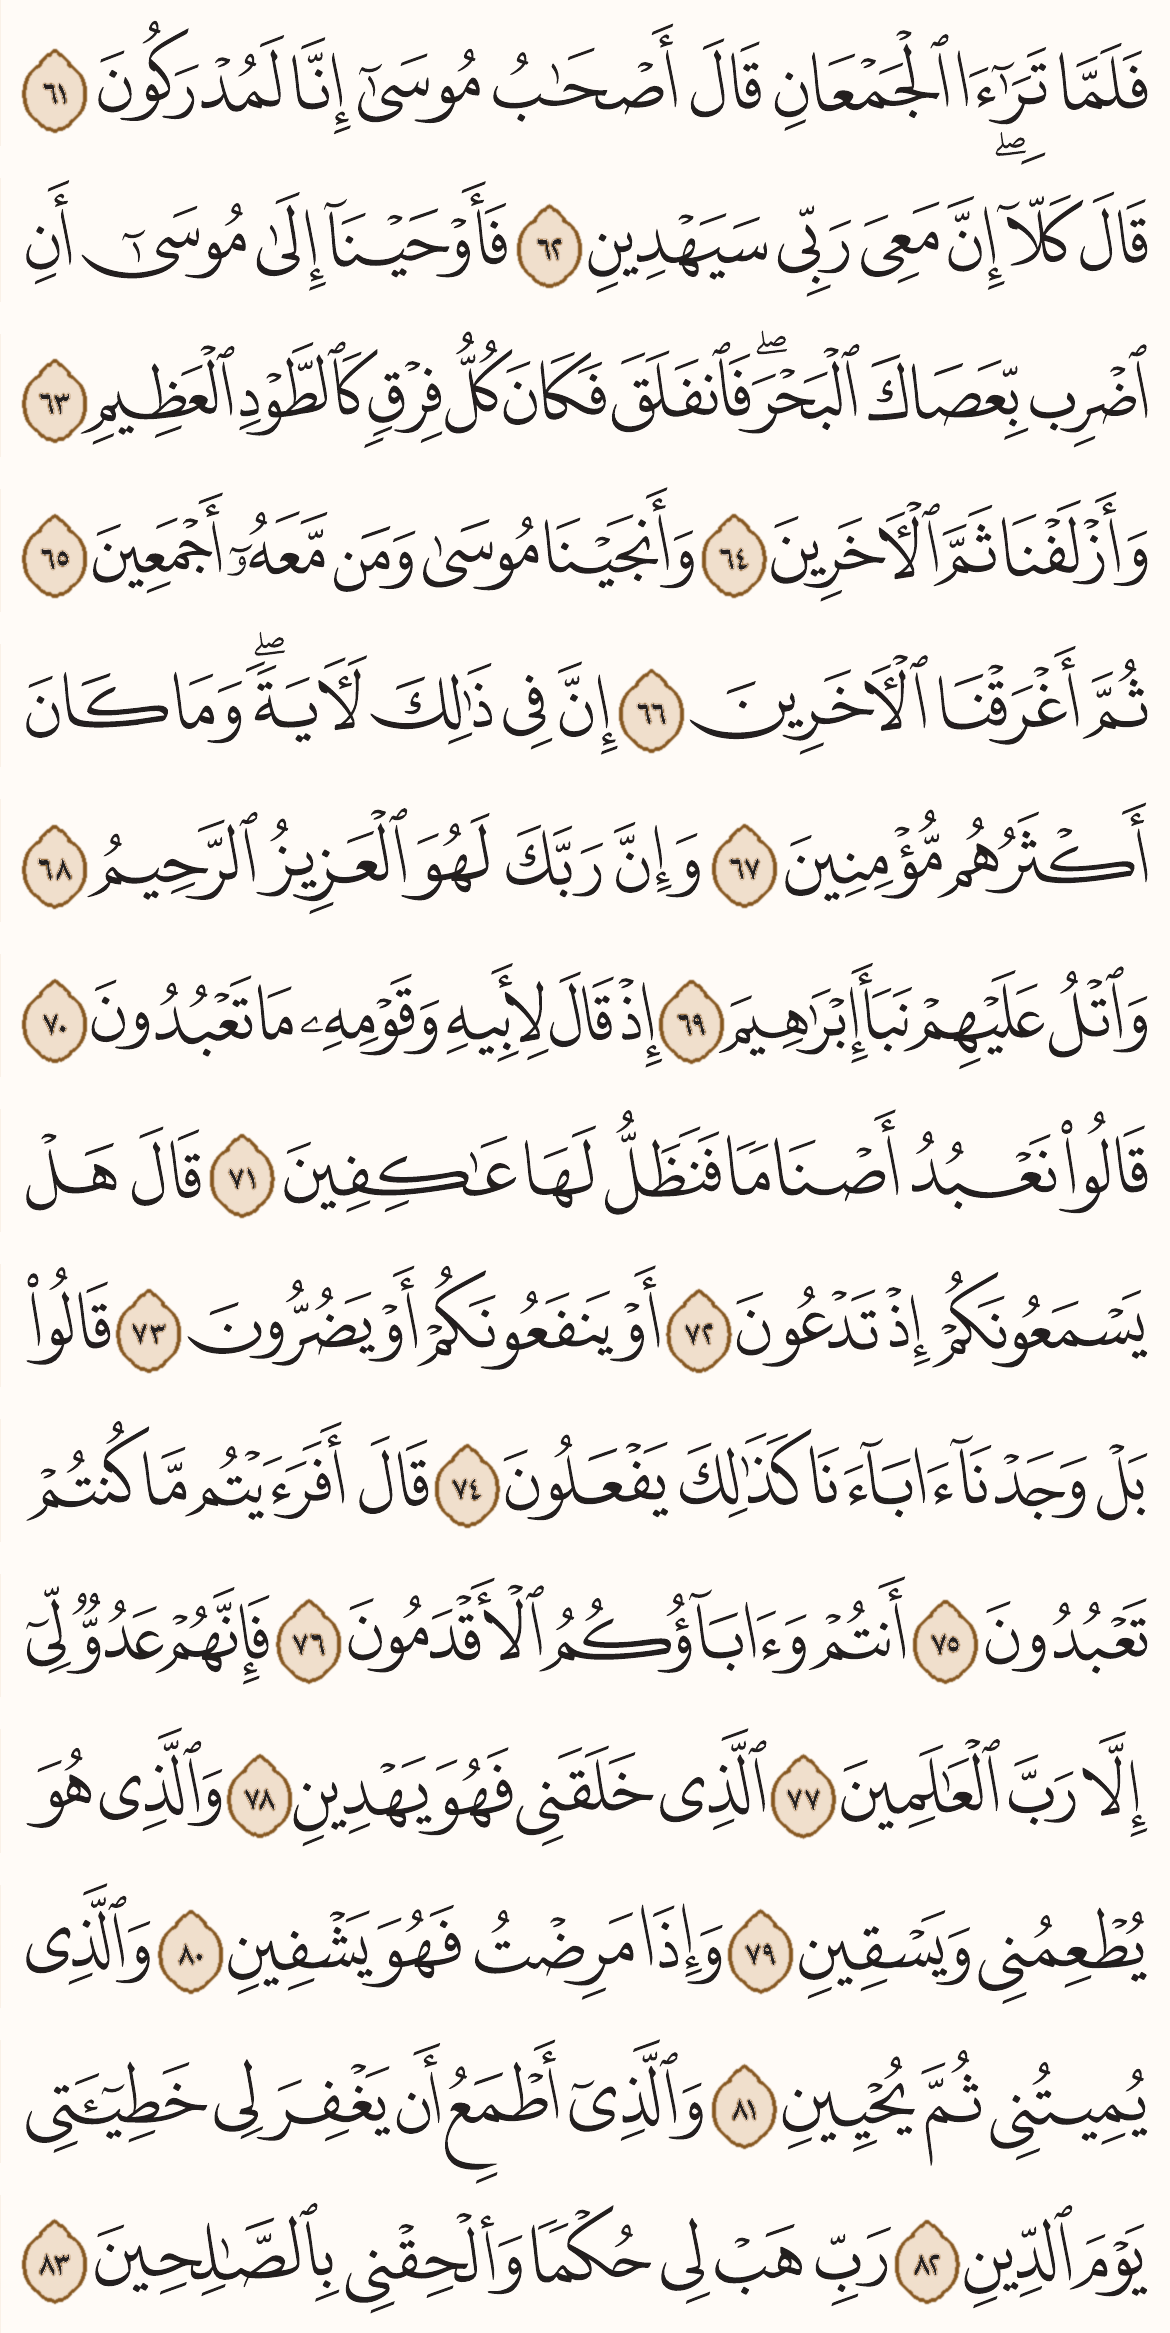 فَلَمَّا تَرَٰٓءَا ٱلْجَمْعَانِ قَالَ أَصْحَٰبُ مُوسَىٰٓ إِنَّا لَمُدْرَكُونَ ٦١
قَالَ كَلَّآ ۖ إِنَّ مَعِىَ رَبِّى سَيَهْدِينِ ٦٢ فَأَوْحَيْنَآ إِلَىٰ مُوسَىٰٓ أَنِ
ٱضْرِب بِّعَصَاكَ ٱلْبَحْرَ ۖ فَٱنفَلَقَ فَكَانَ كُلُّ فِرْقٍ كَٱلطَّوْدِ ٱلْعَظِيمِ ٦٣
وَأَزْلَفْنَا ثَمَّ ٱلْـَٔاخَرِينَ ٦٤ وَأَنجَيْنَا مُوسَىٰ وَمَن مَّعَهُۥٓ أَجْمَعِينَ ٦٥
ثُمَّ أَغْرَقْنَا ٱلْـَٔاخَرِينَ ٦٦ إِنَّ فِى ذَٰلِكَ لَـَٔايَةً ۖ وَمَا كَانَ
أَكْثَرُهُم مُّؤْمِنِينَ ٦٧ وَإِنَّ رَبَّكَ لَهُوَ ٱلْعَزِيزُ ٱلرَّحِيمُ ٦٨
وَٱتْلُ عَلَيْهِمْ نَبَأَ إِبْرَٰهِيمَ ٦٩ إِذْ قَالَ لِأَبِيهِ وَقَوْمِهِۦ مَا تَعْبُدُونَ ٧٠
قَالُوا۟ نَعْبُدُ أَصْنَامًا فَنَظَلُّ لَهَا عَٰكِفِينَ ٧١ قَالَ هَلْ
يَسْمَعُونَكُمْ إِذْ تَدْعُونَ ٧٢ أَوْ يَنفَعُونَكُمْ أَوْ يَضُرُّونَ ٧٣ قَالُوا۟
بَلْ وَجَدْنَآ ءَابَآءَنَا كَذَٰلِكَ يَفْعَلُونَ ٧٤ قَالَ أَفَرَءَيْتُم مَّا كُنتُمْ
تَعْبُدُونَ ٧٥ أَنتُمْ وَءَابَآؤُكُمُ ٱلْأَقْدَمُونَ ٧٦ فَإِنَّهُمْ عَدُوٌّ لِّىٓ
إِلَّا رَبَّ ٱلْعَٰلَمِينَ ٧٧ ٱلَّذِى خَلَقَنِى فَهُوَ يَهْدِينِ ٧٨ وَٱلَّذِى هُوَ
يُطْعِمُنِى وَيَسْقِينِ ٧٩ وَإِذَا مَرِضْتُ فَهُوَ يَشْفِينِ ٨٠ وَٱلَّذِى
يُمِيتُنِى ثُمَّ يُحْيِينِ ٨١ وَٱلَّذِىٓ أَطْمَعُ أَن يَغْفِرَ لِى خَطِيٓـَٔتِى
يَوْمَ ٱلدِّينِ ٨٢ رَبِّ هَبْ لِى حُكْمًا وَأَلْحِقْنِى بِٱلصَّٰلِحِينَ ٨٣